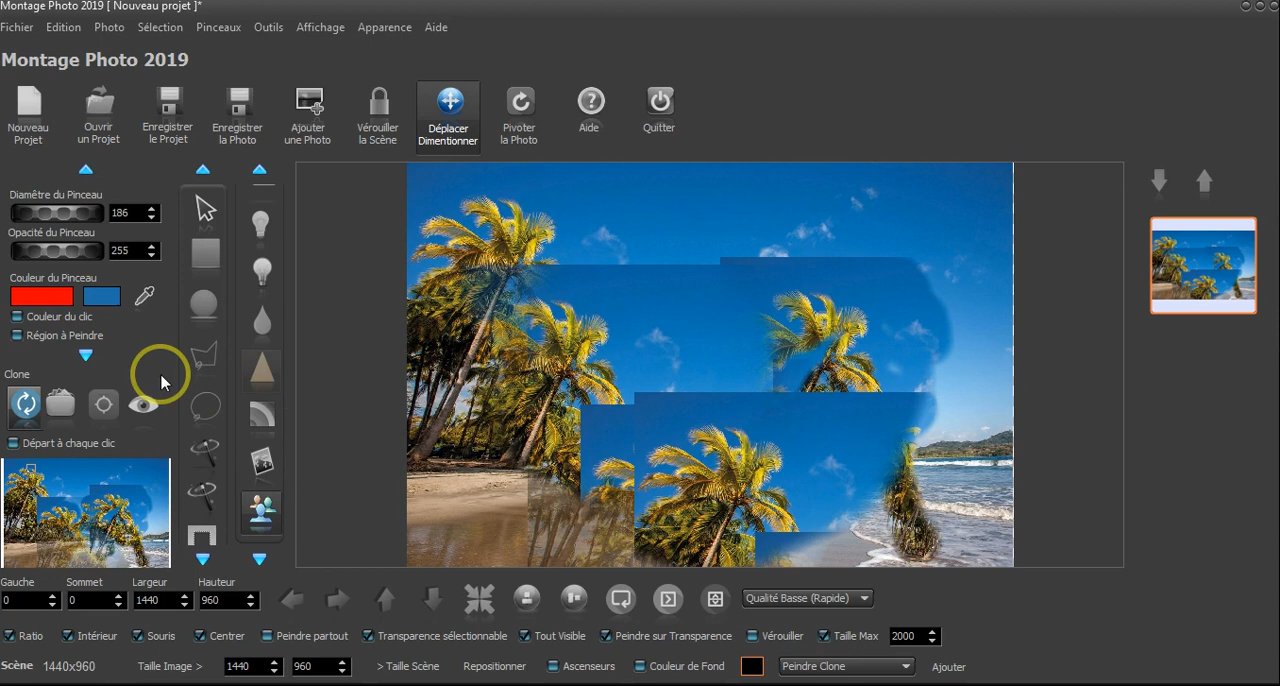 Montage Photo 2019 [ Nouveau projet ]*
Fichier Edition Photo Sélection Pinceaux Outils Affichage Apparence Aide
Montage Photo 2019
Nouveau Projet
Ouvrir un Projet
Enregistrer le Projet
Enregistrer la Photo
Ajouter une Photo
Vérouiller la Scène
Déplacer Dimentionner
Pivoter la Photo
Aide
Quitter
Diamêtre du Pinceau
186
Opacité du Pinceau
255
Couleur du Pinceau
Couleur du clic
Région à Peindre
Clone
Départ à chaque clic
Gauche Sommet Largeur Hauteur
0 0 1440 960
Qualité Basse (Rapide)
Ratio Intérieur Souris Centrer Peindre partout Transparence sélectionnable Tout Visible Peindre sur Transparence Vérouiller Taille Max 2000
Scène 1440x960 Taille Image > 1440 960 > Taille Scène Repositionner Ascenseurs Couleur de Fond Peindre Clone Ajouter